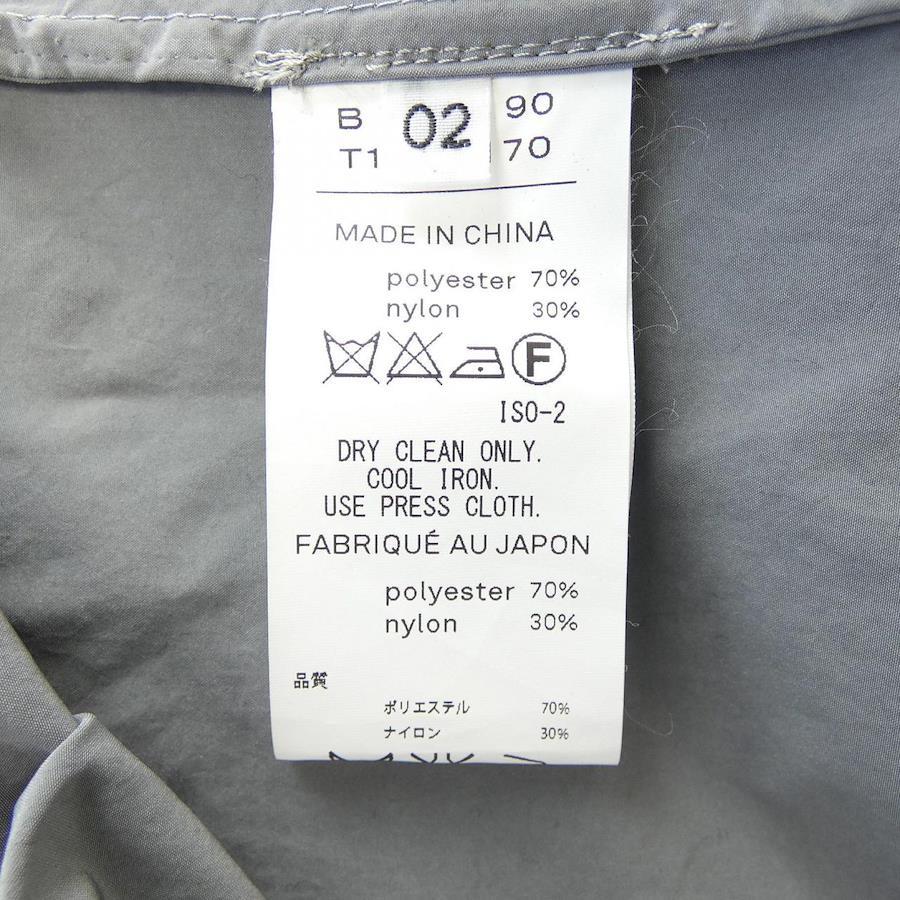 B 02 90
T1 70
MADE IN CHINA
polyester 70%
nylon 30%
F
ISO-2
DRY CLEAN ONLY.
COOL IRON.
USE PRESS CLOTH.
FABRIQUÉ AU JAPON
polyester 70%
nylon 30%
品質
ポリエステル 70%
ナイロン 30%